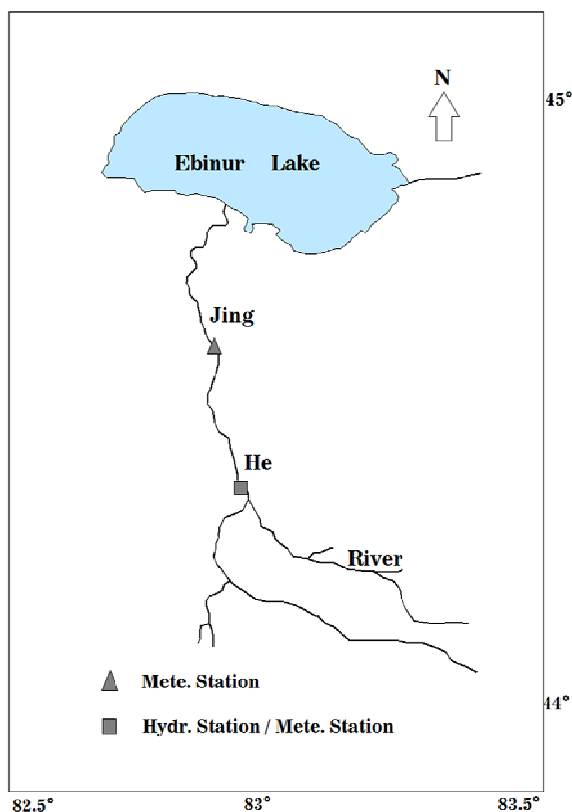 N
45°
Ebinur Lake
Jing
He
River
Mete. Station
Hydr. Station / Mete. Station
44°
82.5° 83° 83.5°